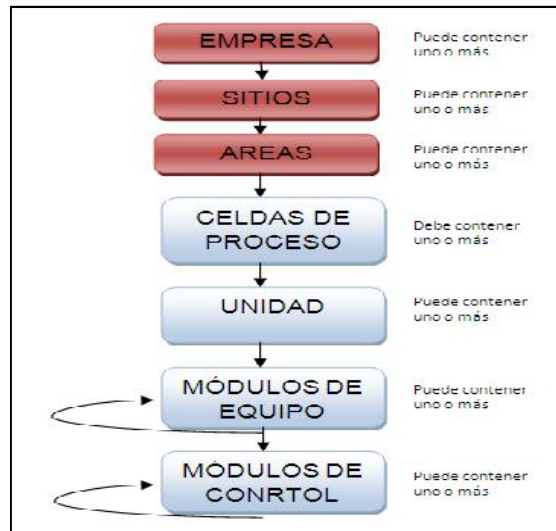 EMPRESA
Puede contener
uno o más
SITIOS
Puede contener
uno o más
AREAS
Puede contener
uno o más
CELDAS DE
PROCESO
Debe contener
uno o más
UNIDAD
Puede contener
uno o más
MÓDULOS DE
EQUIPO
Puede contener
uno o más
MÓDULOS DE
CONRTOL
Puede contener
uno o más